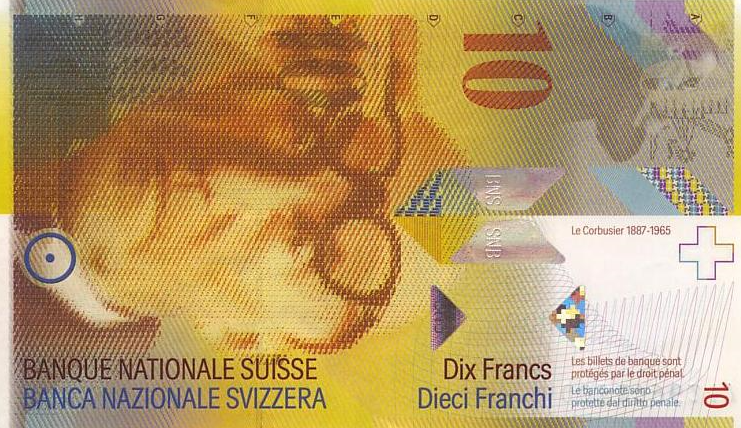 H G F E D C B A
10
BNS
SNB
Le Corbusier 1887-1965
BANQUE NATIONALE SUISSE
BANCA NAZIONALE SVIZZERA
Dix Francs
Dieci Franchi
Les billets de banque sont
protégés par le droit pénal.
Le banconote sono
protette dal diritto penale.
10